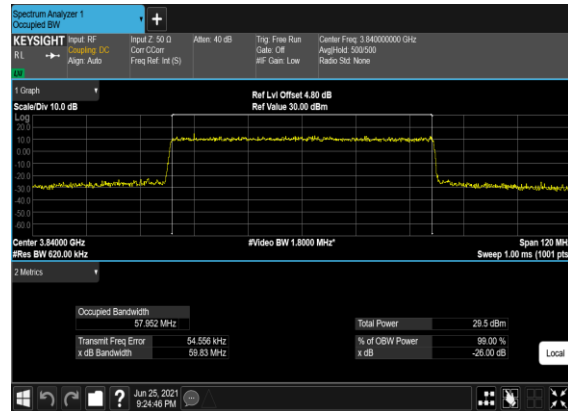 Spectrum Analyzer 1
Occupied BW
+
KEYSIGHT Input: RF Input Z: 50 Ω Atten: 40 dB Trig: Free Run Center Freq: 3.840000000 GHz
RL Coupling: DC Corr CCorr Gate: Off Avg|Hold: 500/500
Align: Auto Freq Ref: Int (S) #IF Gain: Low Radio Std: None
1 Graph Ref Lvl Offset 4.80 dB
Scale/Div 10.0 dB Ref Value 30.00 dBm
Log
20.0
10.0
0.00
-10.0
-20.0
-30.0
-40.0
-50.0
-60.0
Center 3.84000 GHz #Video BW 1.8000 MHz* Span 120 MH
#Res BW 620.00 kHz Sweep 1.00 ms (1001 pts
2 Metrics
Occupied Bandwidth
57.952 MHz Total Power 29.5 dBm
Transmit Freq Error 54.556 kHz % of OBW Power 99.00 %
x dB Bandwidth 59.83 MHz x dB -26.00 dB
Local
? Jun 25, 2021
9:24:46 PM